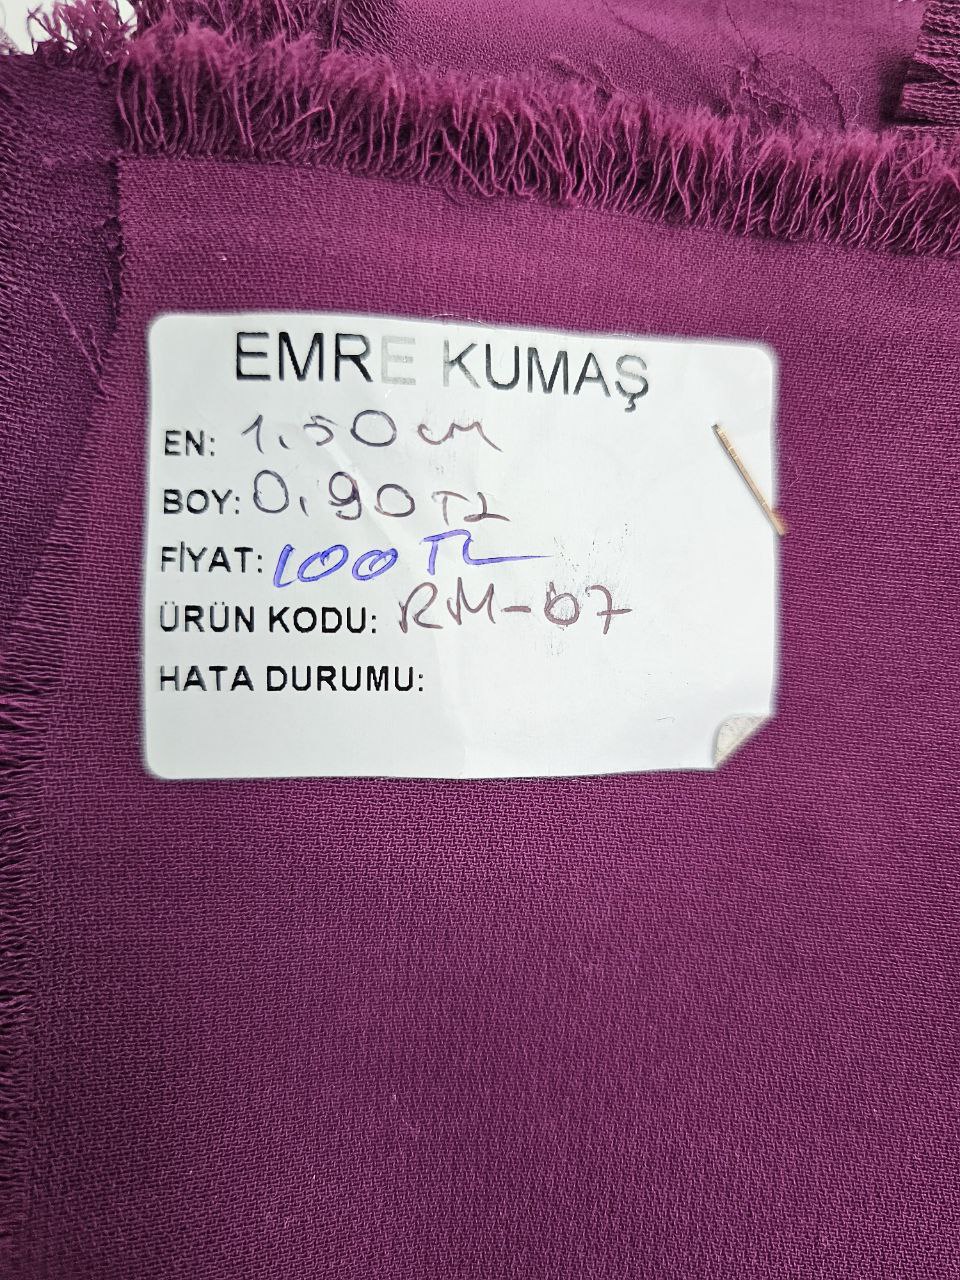 EMRE KUMAŞ
EN: 1.50 cm
BOY: 0.90 TL
FİYAT: 100 TL
ÜRÜN KODU: RM-07
HATA DURUMU: